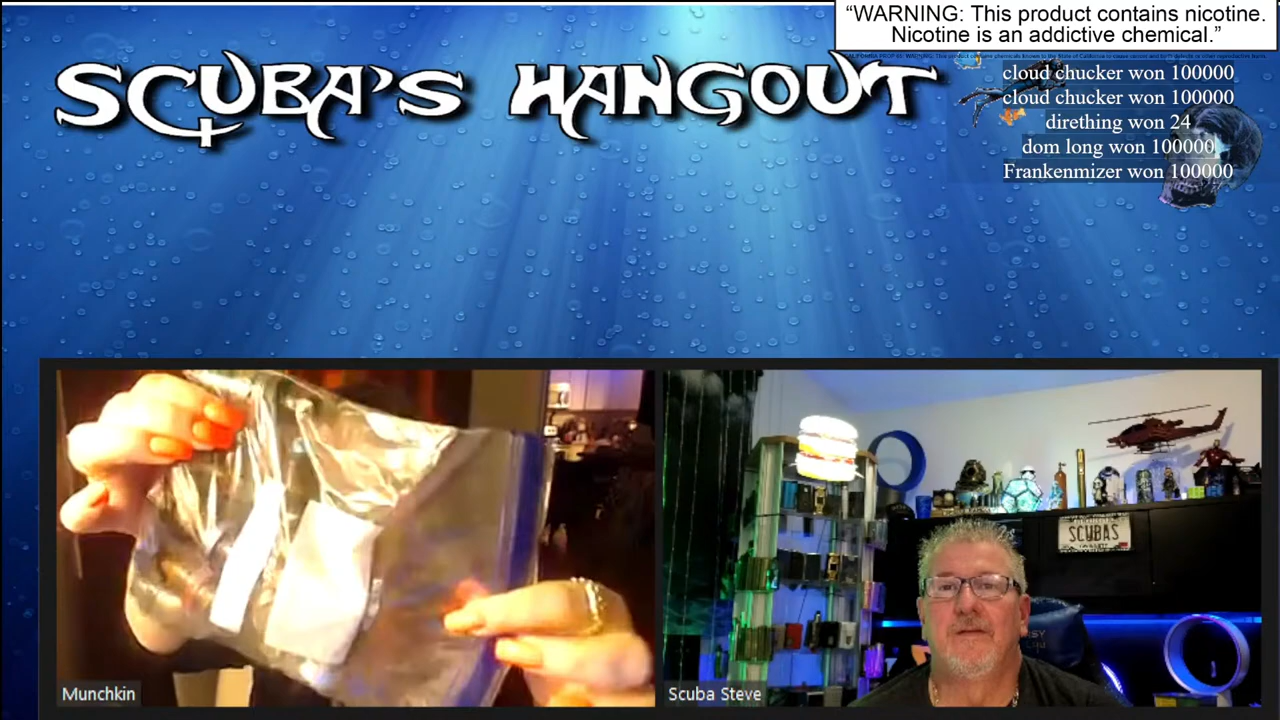 “WARNING: This product contains nicotine.
Nicotine is an addictive chemical.”
SCUBA'S HANGOUT
cloud chucker won 100000
cloud chucker won 100000
dirething won 24
dom long won 100000
Frankenmizer won 100000
SCUBAS
Munchkin
Scuba Steve